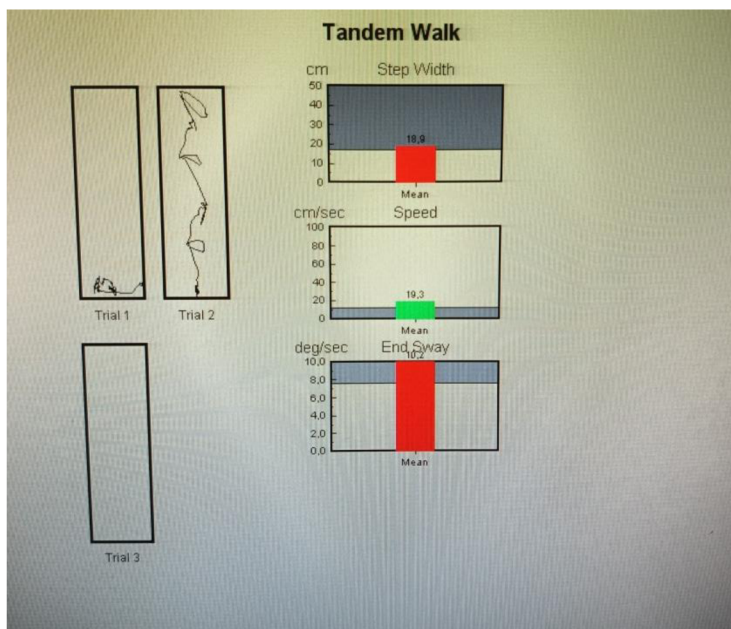 Tandem Walk
cm Step Width
50
40
30
20
10
0
18,9
Mean
cm/sec Speed
100
80
60
40
20
0
19,3
Mean
Trial 1 Trial 2
deg/sec End Sway
10,0
8,0
6,0
4,0
2,0
0,0
10,2
Mean
Trial 3